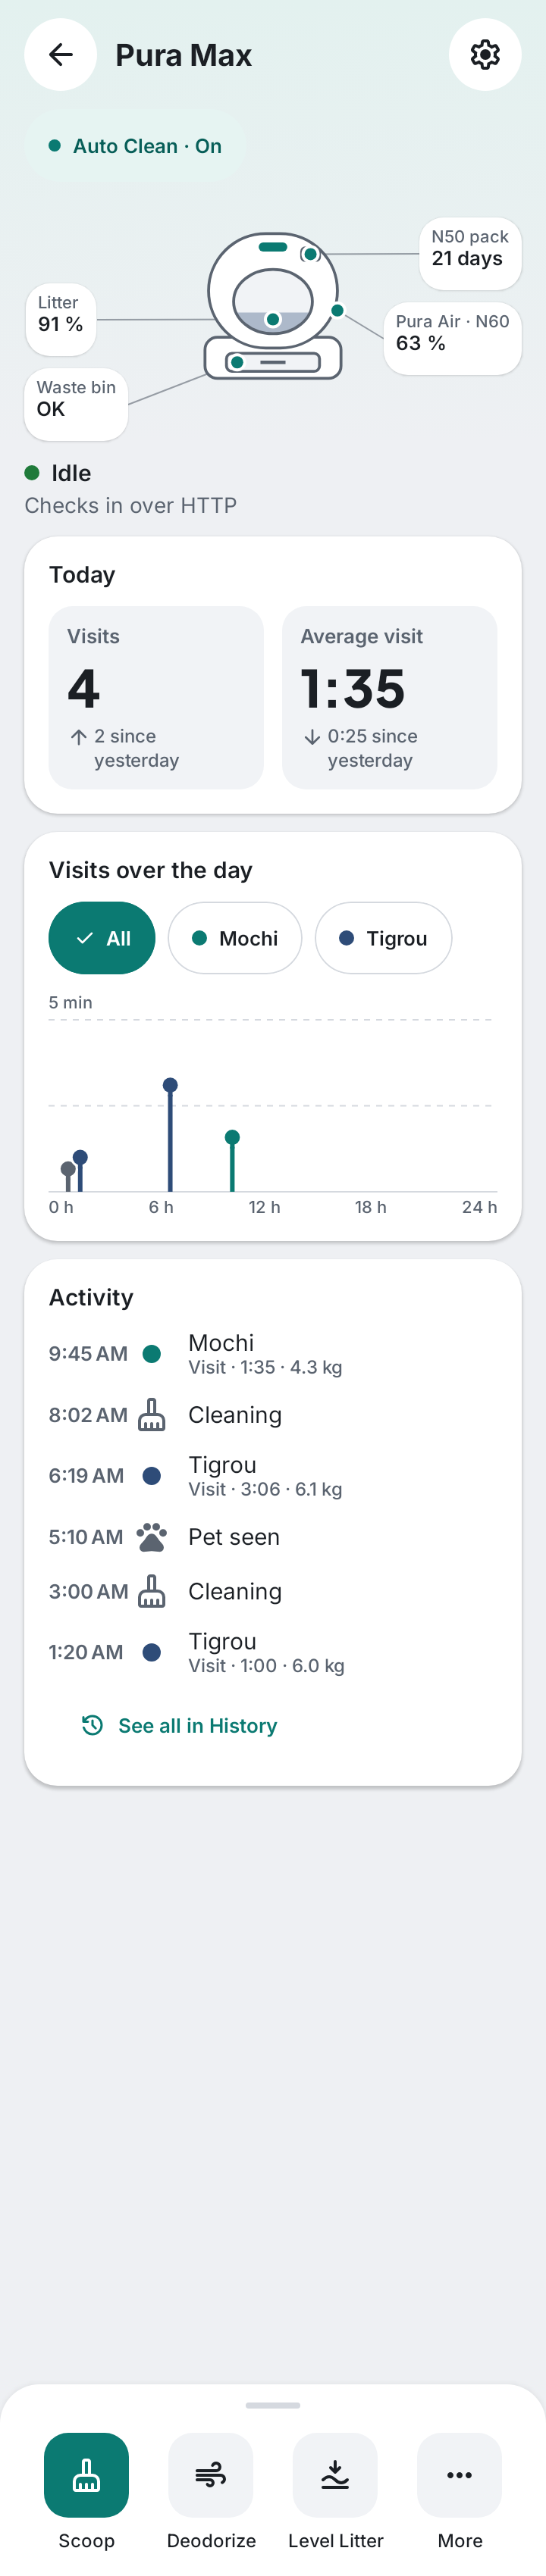 Pura Max
Auto Clean · On
N50 pack
21 days
Litter
91 %
Pura Air · N60
63 %
Waste bin
OK
Idle
Checks in over HTTP
Today
Visits
4
2 since
yesterday
Average visit
1:35
0:25 since
yesterday
Visits over the day
All
Mochi
Tigrou
5 min
0 h
6 h
12 h
18 h
24 h
Activity
9:45 AM
Mochi
Visit · 1:35 · 4.3 kg
8:02 AM
Cleaning
6:19 AM
Tigrou
Visit · 3:06 · 6.1 kg
5:10 AM
Pet seen
3:00 AM
Cleaning
1:20 AM
Tigrou
Visit · 1:00 · 6.0 kg
See all in History
Scoop
Deodorize
Level Litter
More